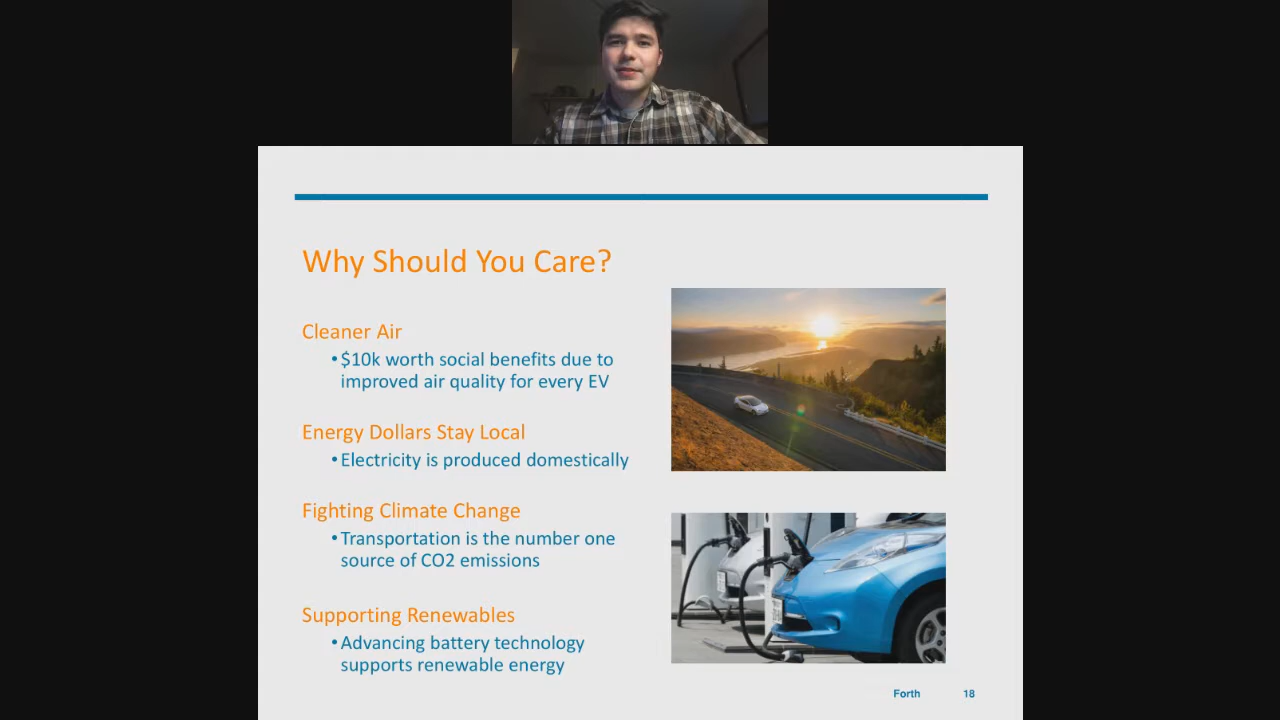 Why Should You Care?
Cleaner Air
•$10k worth social benefits due to
improved air quality for every EV
Energy Dollars Stay Local
•Electricity is produced domestically
Fighting Climate Change
•Transportation is the number one
source of CO2 emissions
Supporting Renewables
•Advancing battery technology
supports renewable energy
Forth 18